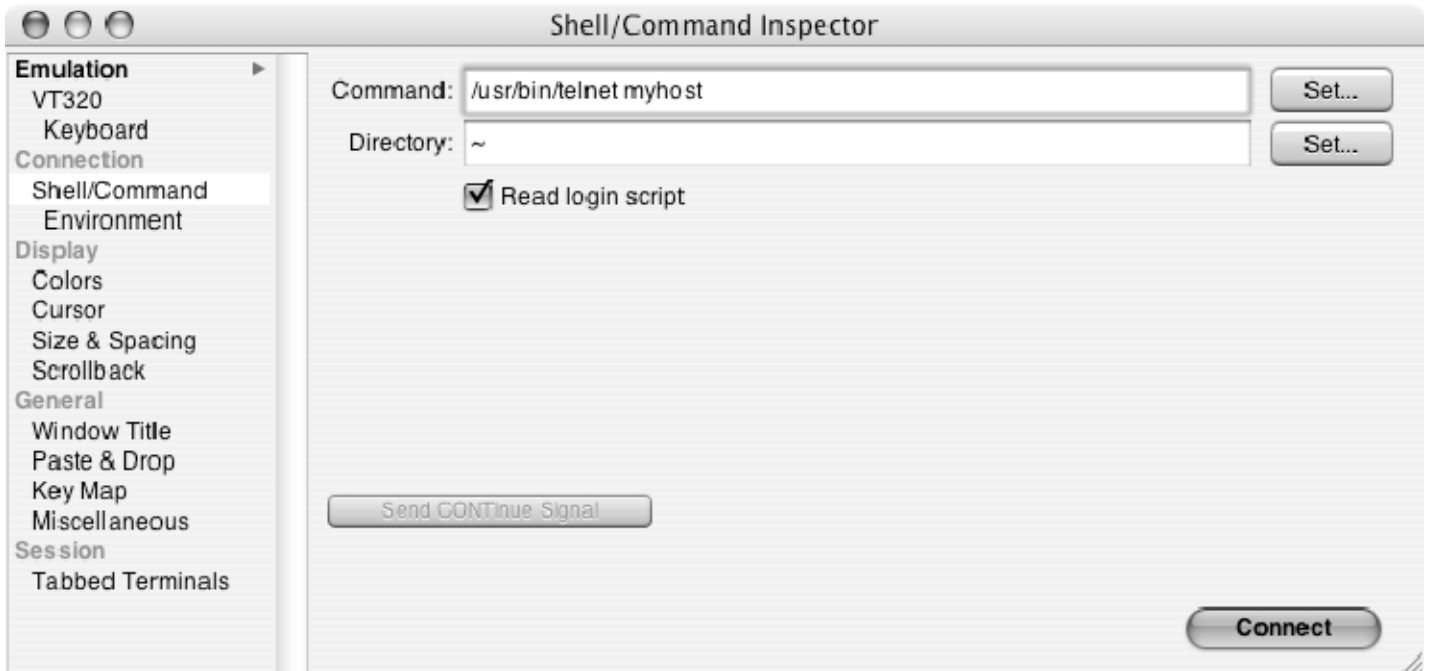 Shell/Command Inspector
Emulation
VT320
Keyboard
Connection
Shell/Command
Environment
Display
Colors
Cursor
Size & Spacing
Scrollback
General
Window Title
Paste & Drop
Key Map
Miscellaneous
Session
Tabbed Terminals
Command: /usr/bin/telnet myhost Set...
Directory: ~ Set...
Read login script
Send CONTinue Signal
Connect